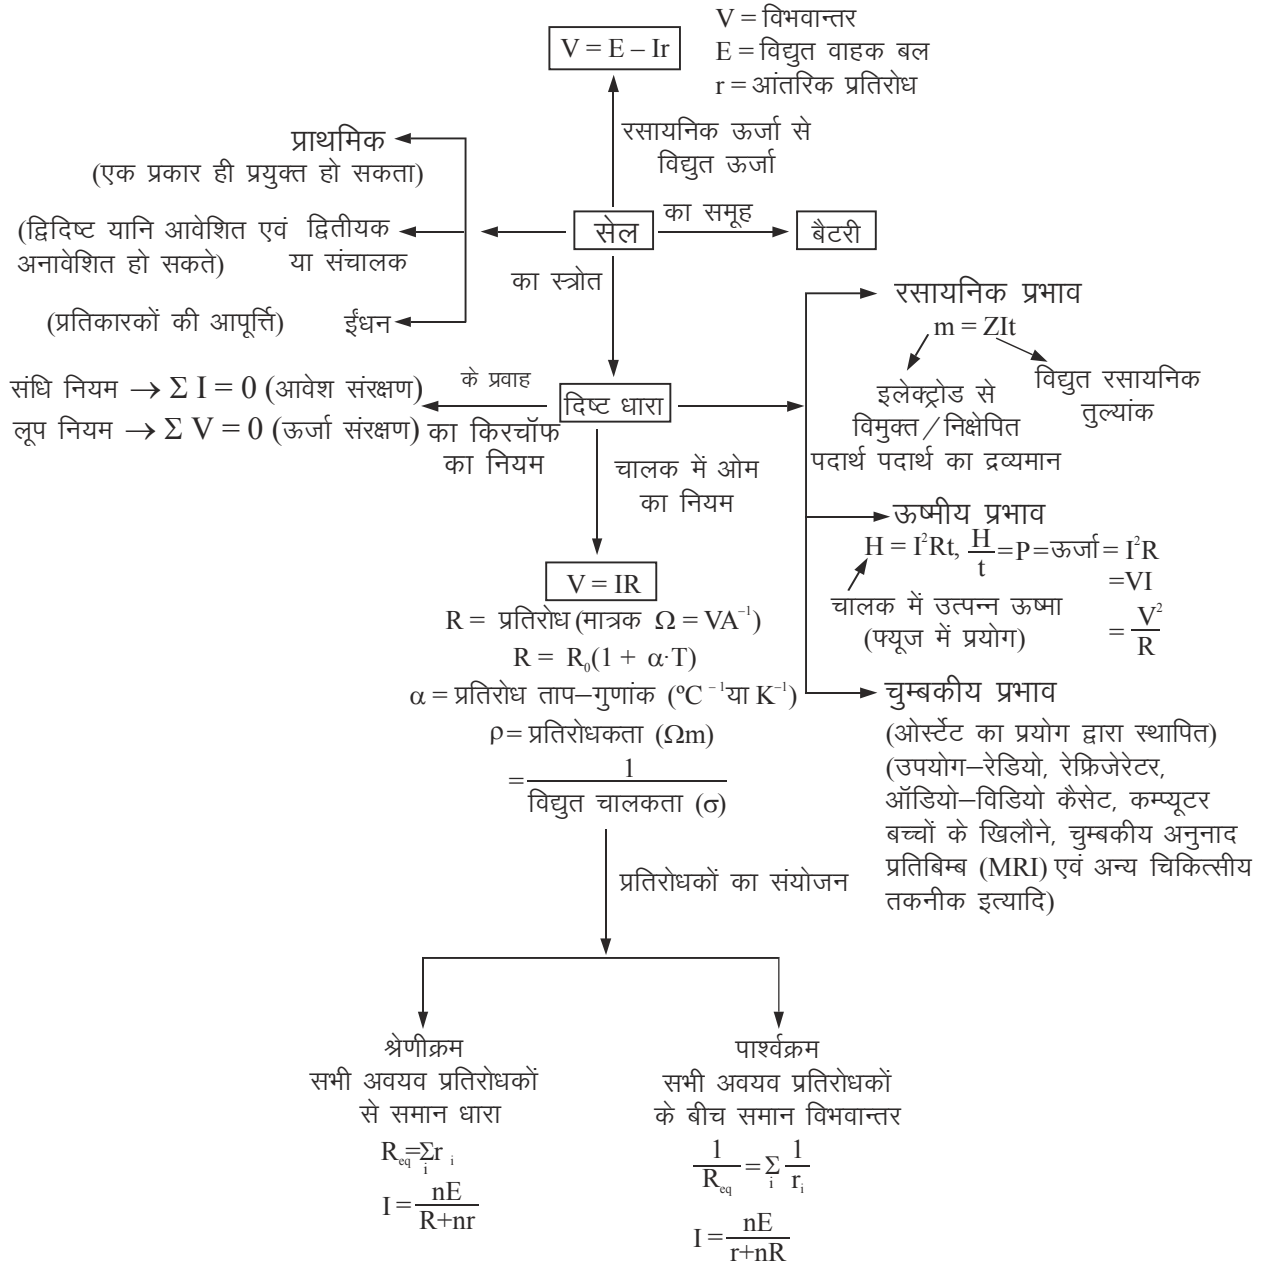 V = E – Ir
V = विभवान्तर
E = विद्युत वाहक बल
r = आंतरिक प्रतिरोध
रसायनिक ऊर्जा से
विद्युत ऊर्जा
प्राथमिक
(एक प्रकार ही प्रयुक्त हो सकता)
(द्विदिष्ट यानि आवेशित एवं
अनावेशित हो सकते)
द्वितीयक
या संचालक
(प्रतिकारकों की आपूर्त्ति)
ईंधन
सेल
का समूह
बैटरी
का स्त्रोत
संधि नियम → Σ I = 0 (आवेश संरक्षण)
लूप नियम → Σ V = 0 (ऊर्जा संरक्षण)
के प्रवाह
का किरचॉफ
का नियम
दिष्ट धारा
चालक में ओम
का नियम
रसायनिक प्रभाव
m = ZIt
इलेक्ट्रोड से
विमुक्त / निक्षेपित
पदार्थ पदार्थ का द्रव्यमान
विद्युत रसायनिक
तुल्यांक
ऊष्मीय प्रभाव
H = I²Rt, H/t = P = ऊर्जा = I²R
=VI
= V²/R
चालक में उत्पन्न ऊष्मा
(फ्यूज में प्रयोग)
चुम्बकीय प्रभाव
(ओर्स्टेट का प्रयोग द्वारा स्थापित)
(उपयोग–रेडियो, रेफ्रिजेरेटर,
ऑडियो–विडियो कैसेट, कम्प्यूटर
बच्चों के खिलौने, चुम्बकीय अनुनाद
प्रतिबिम्ब (MRI) एवं अन्य चिकित्सीय
तकनीक इत्यादि)
V = IR
R = प्रतिरोध (मात्रक Ω = VA⁻¹)
R = R₀(1 + α·T)
α = प्रतिरोध ताप–गुणांक (ºC⁻¹ या K⁻¹)
ρ = प्रतिरोधकता (Ωm)
= 1/विद्युत चालकता (σ)
प्रतिरोधकों का संयोजन
श्रेणीक्रम
सभी अवयव प्रतिरोधकों
से समान धारा
R_eq = Σ_i r_i
I = nE/R+nr
पार्श्वक्रम
सभी अवयव प्रतिरोधकों
के बीच समान विभवान्तर
1/R_eq = Σ_i 1/r_i
I = nE/r+nR